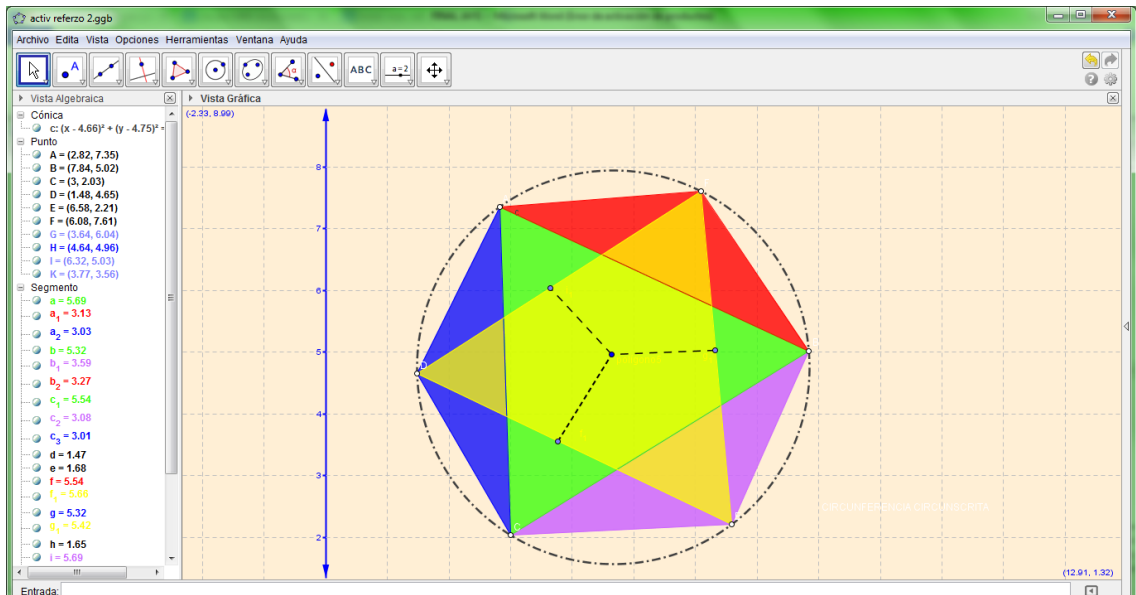 activ referzo 2.ggb
Archivo Edita Vista Opciones Herramientas Ventana Ayuda
A
ABC
a=2
Vista Algebraica
Vista Gráfica
Cónica
c: (x - 4.66)² + (y - 4.75)² =
Punto
A = (2.82, 7.35)
B = (7.84, 5.02)
C = (3, 2.03)
D = (1.48, 4.65)
E = (6.58, 2.21)
F = (6.08, 7.61)
G = (3.64, 6.04)
H = (4.64, 4.96)
I = (6.32, 5.03)
K = (3.77, 3.56)
Segmento
a = 5.69
a₁ = 3.13
a₂ = 3.03
b = 5.32
b₁ = 3.59
b₂ = 3.27
c₁ = 5.54
c₂ = 3.08
c₃ = 3.01
d = 1.47
e = 1.68
f = 5.54
g = 5.32
g₁ = 5.42
h = 1.65
i = 5.69
(-2.33, 8.99)
8
7
6
5
4
3
2
D
C
CIRCUNFERENCIA CIRCUNSCRITA
(12.91, 1.32)
Entrada: